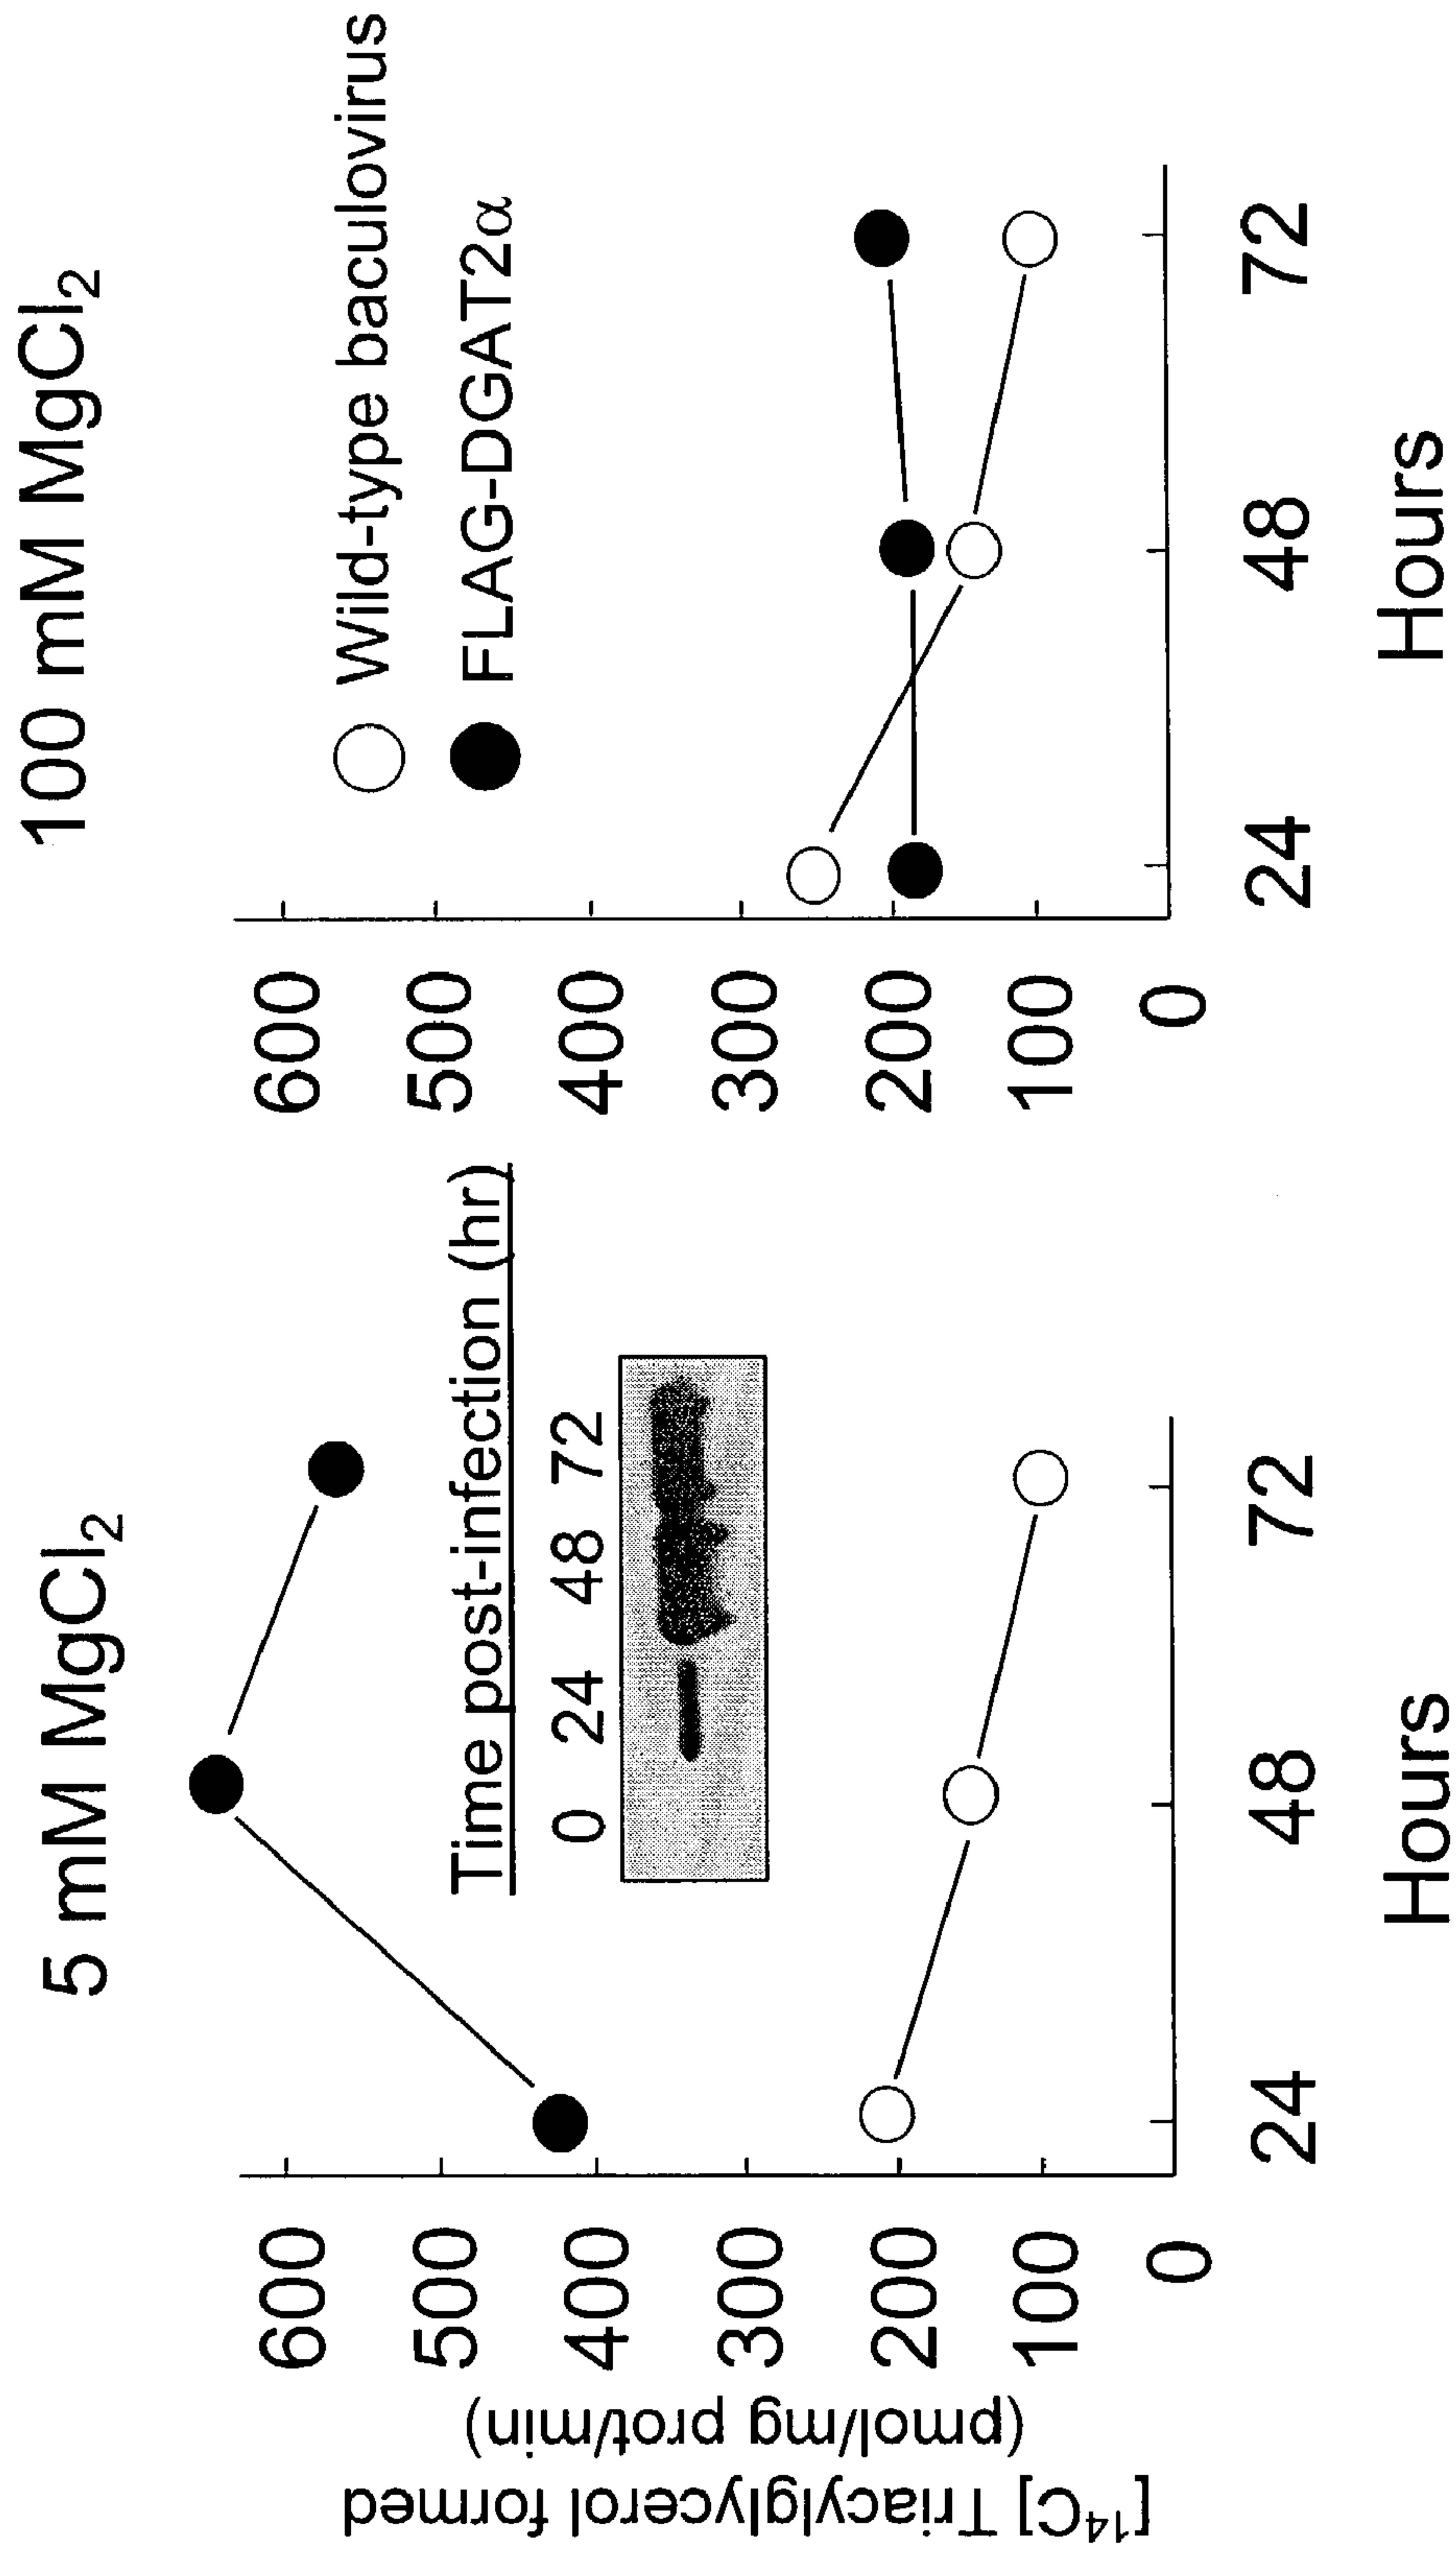 5 mM MgCl₂
[¹⁴C] Triacylglycerol formed
(pmol/mg prot/min)
600
500
400
300
200
100
0
Time post-infection (hr)
0 24 48 72
24 48 72
Hours
100 mM MgCl₂
600
500
400
300
200
100
0
Wild-type baculovirus
FLAG-DGAT2α
24 48 72
Hours